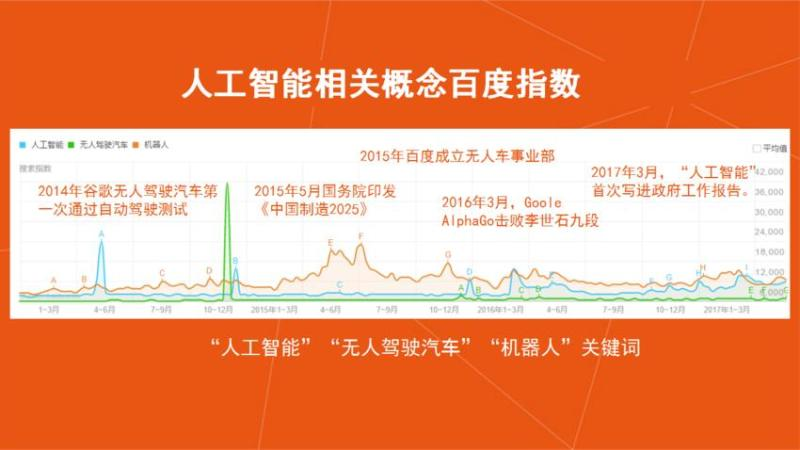 人工智能相关概念百度指数
人工智能 无人驾驶汽车 机器人
平均值
搜索指数
2015年百度成立无人车事业部
2014年谷歌无人驾驶汽车第
一次通过自动驾驶测试
2015年5月国务院印发
《中国制造2025》
2016年3月，Goole
AlphaGo击败李世石九段
2017年3月，“人工智能”
首次写进政府工作报告。
42,000
36,000
30,000
24,000
18,000
12,000
6,000
A
A
B
C
D
B
E
F
C
G
D
A
B
C
D
E
F
G
H
H
I
E
F
G
1-3月 4-6月 7-9月 10-12月 2015年1-3月 4-6月 7-9月 10-12月 2016年1-3月 4-6月 7-9月 10-12月 2017年1-3月
“人工智能”“无人驾驶汽车”“机器人”关键词